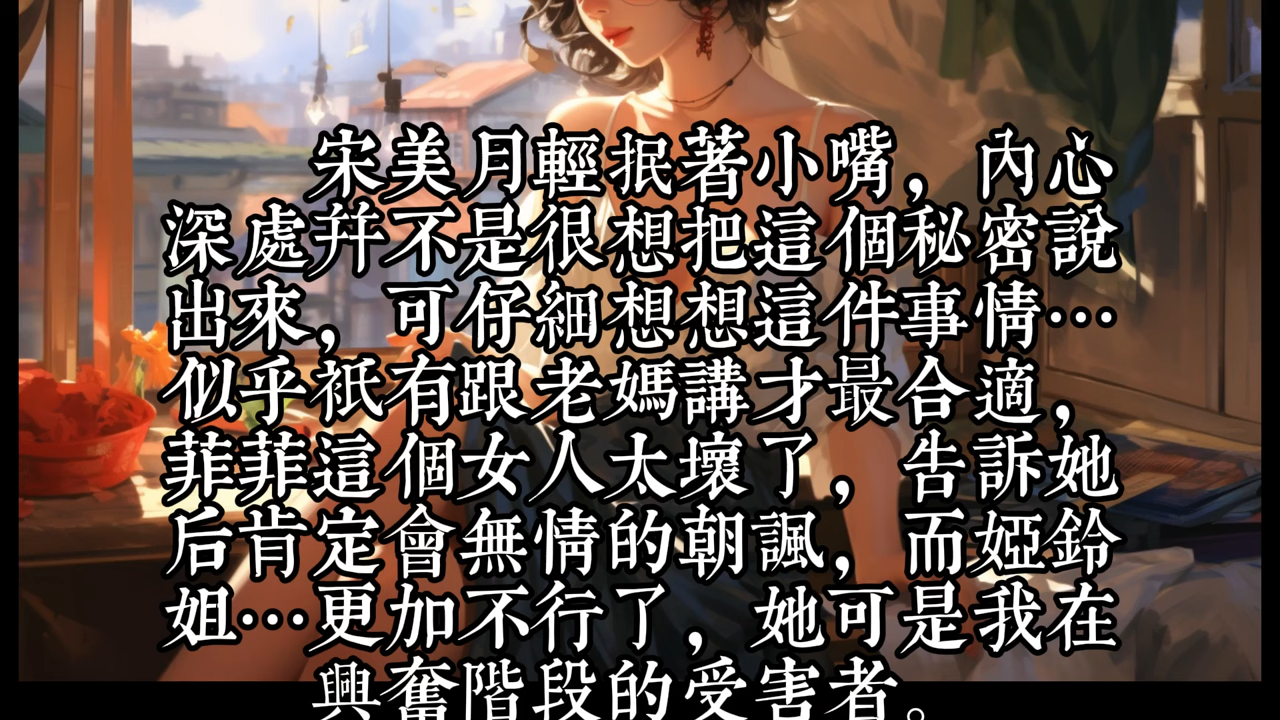 宋美月輕抿著小嘴，內心
深處幷不是很想把這個秘密說
出來，可仔細想想這件事情…
似乎祇有跟老媽講才最合適，
菲菲這個女人太壞了，告訴她
后肯定會無情的朝諷，而婭鈴
姐…更加不行了，她可是我在
興奮階段的受害者。